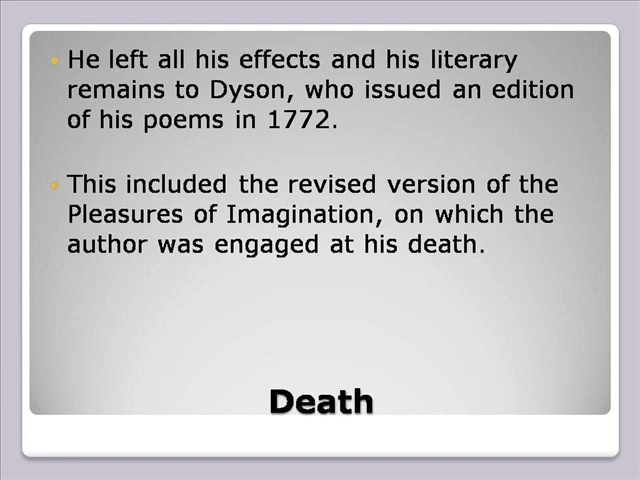 He left all his effects and his literary
remains to Dyson, who issued an edition
of his poems in 1772.
This included the revised version of the
Pleasures of Imagination, on which the
author was engaged at his death.
Death